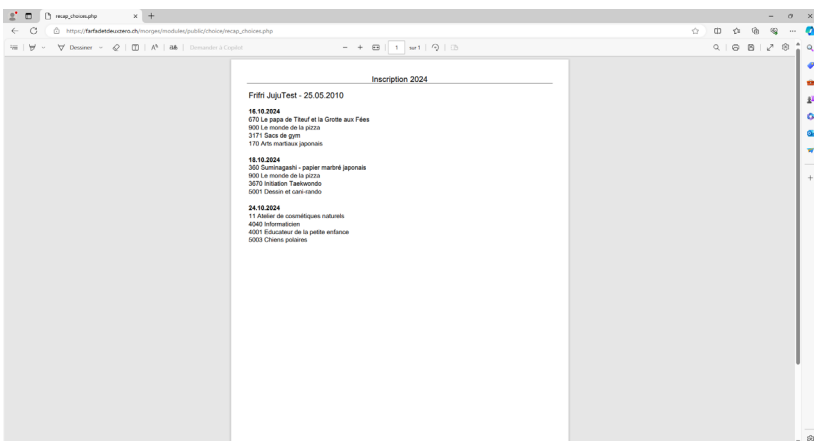 recap_choices.php
https://farfadetdeuxzero.ch/morges/modules/public/choice/recap_choices.php
Dessiner
Demander à Copilot
1 sur 1
Inscription 2024
Frifri JujuTest - 25.05.2010
16.10.2024
670 Le papa de Titeuf et la Grotte aux Fées
900 Le monde de la pizza
3171 Sacs de gym
170 Arts martiaux japonais
18.10.2024
360 Suminagashi - papier marbré japonais
900 Le monde de la pizza
3670 Initiation Taekwondo
5001 Dessin et cani-rando
24.10.2024
11 Atelier de cosmétiques naturels
4040 Informaticien
4001 Educateur de la petite enfance
5003 Chiens polaires